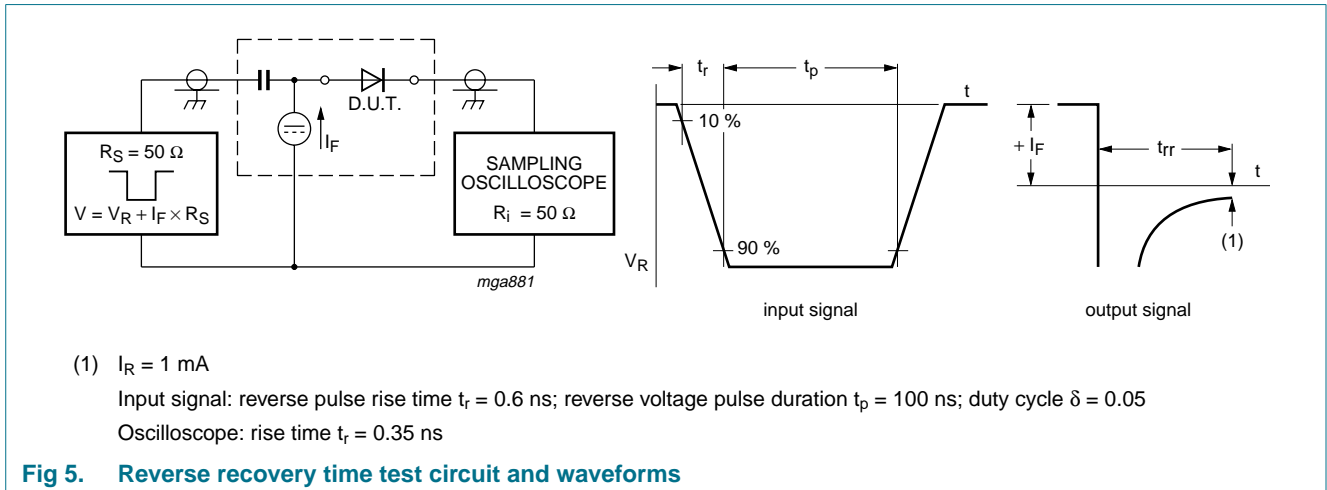 D.U.T.
I_F
R_S = 50 Ω
V = V_R + I_F × R_S
SAMPLING
OSCILLOSCOPE
R_i = 50 Ω
mga881
t_r
t_p
t
10 %
90 %
V_R
input signal
+ I_F
t_rr
t
(1)
output signal
(1) I_R = 1 mA
Input signal: reverse pulse rise time t_r = 0.6 ns; reverse voltage pulse duration t_p = 100 ns; duty cycle δ = 0.05
Oscilloscope: rise time t_r = 0.35 ns
Fig 5. Reverse recovery time test circuit and waveforms